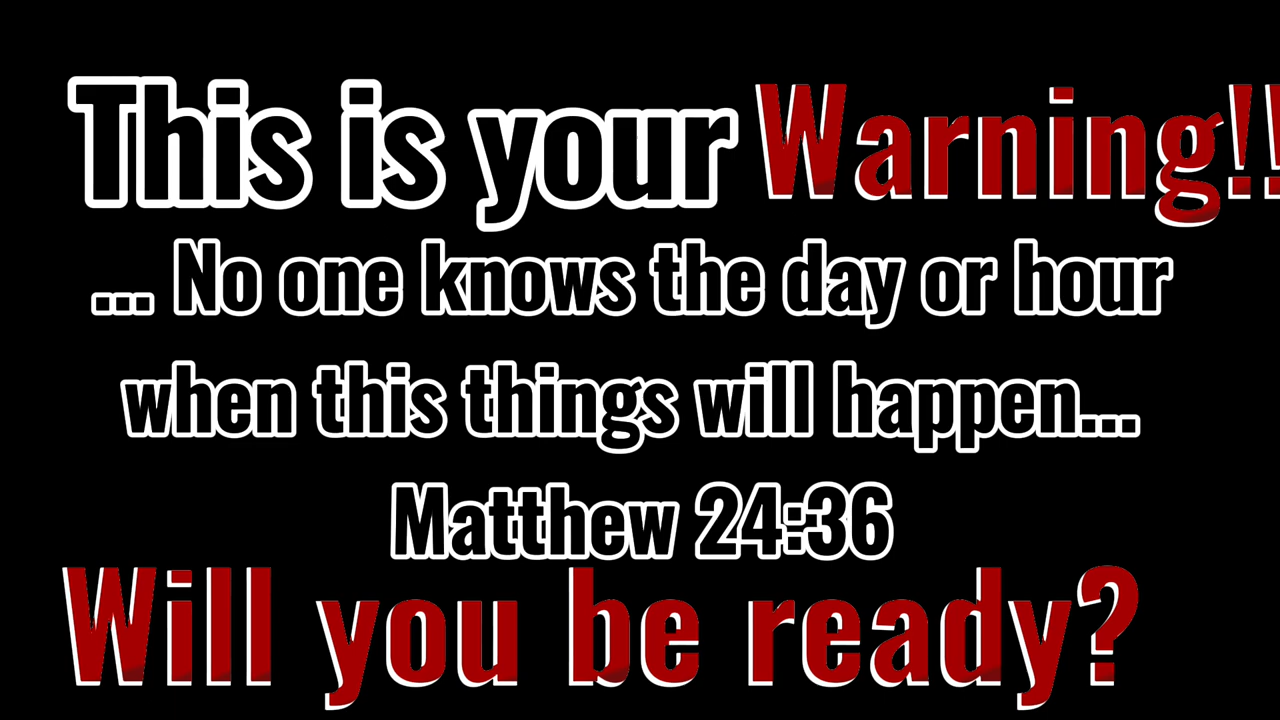 This is your Warning!!
... No one knows the day or hour
when this things will happen...
Matthew 24:36
Will you be ready?